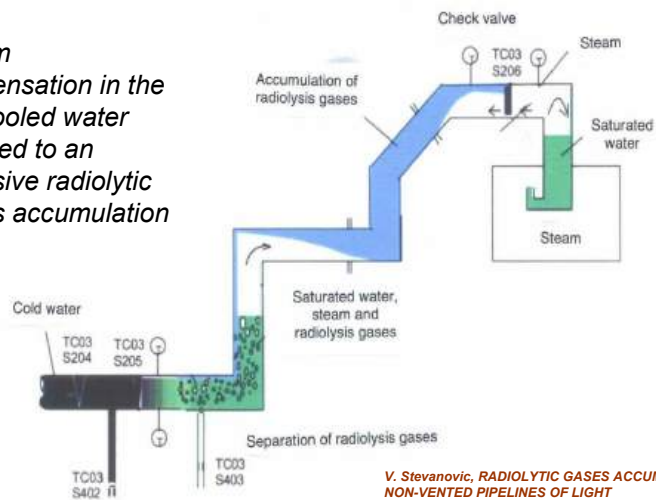 Check valve
TC03
S206
Steam
ensation in the
ooled water
ed to an
sive radiolytic
s accumulation
Accumulation of
radiolysis gases
Saturated
water
Steam
Cold water
TC03
S204
TC03
S205
Saturated water,
steam and
radiolysis gases
Separation of radiolysis gases
TC03
S402
TC03
S403
V. Stevanovic, RADIOLYTIC GASES ACCUM
NON-VENTED PIPELINES OF LIGHT